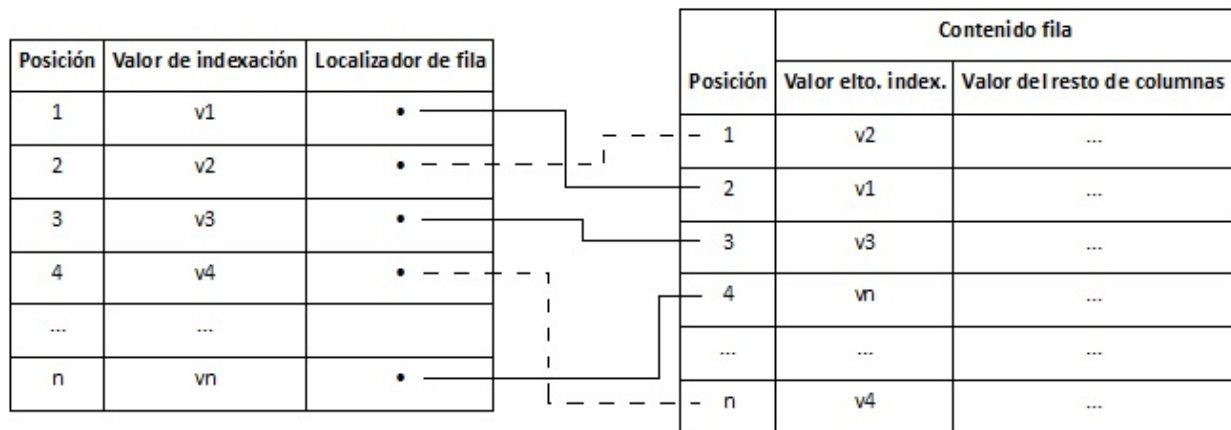 Posición Valor de indexación Localizador de fila
1 v1 •
2 v2 •
3 v3 •
4 v4 •
... ...
n vn •
Contenido fila
Posición Valor elto. index. Valor del resto de columnas
1 v2 ...
2 v1 ...
3 v3 ...
4 vn ...
... ... ...
n v4 ...